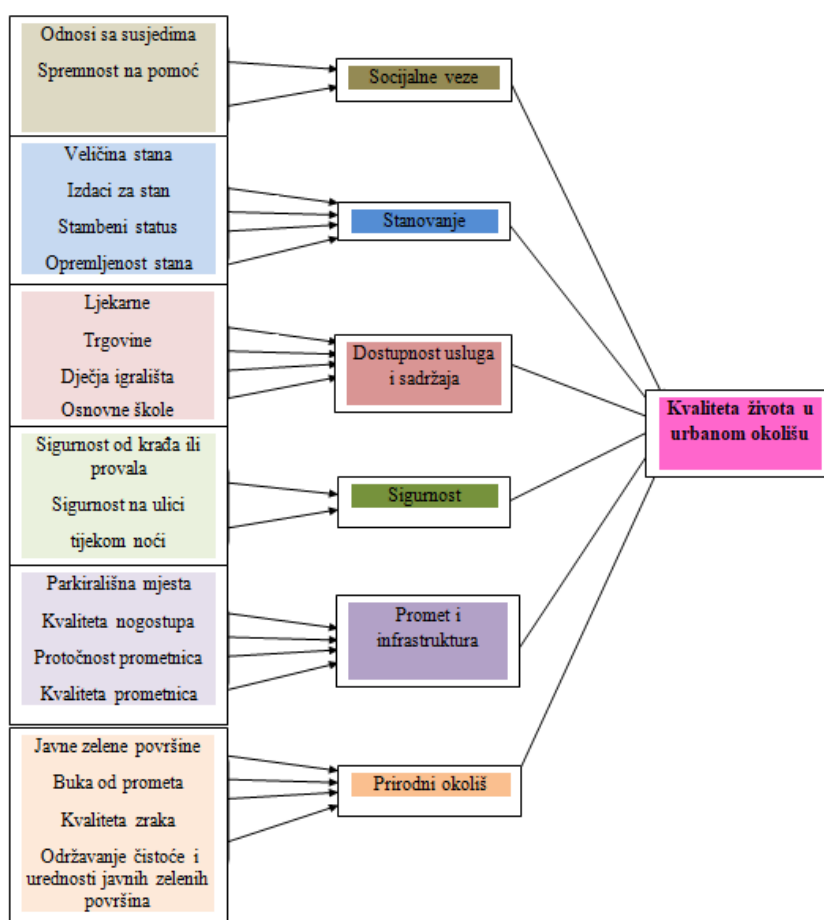 Odnosi sa susjedima
Spremnost na pomoć
Socijalne veze
Veličina stana
Izdaci za stan
Stambeni status
Opremljenost stana
Stanovanje
Ljekarne
Trgovine
Dječja igrališta
Osnovne škole
Dostupnost usluga
i sadržaja
Sigurnost od krađa ili
provala
Sigurnost na ulici
tijekom noći
Sigurnost
Parkirališna mjesta
Kvaliteta nogostupa
Protočnost prometnica
Kvaliteta prometnica
Promet i
infrastruktura
Javne zelene površine
Buka od prometa
Kvaliteta zraka
Održavanje čistoće i
urednosti javnih zelenih
površina
Prirodni okoliš
Kvaliteta života u
urbanom okolišu